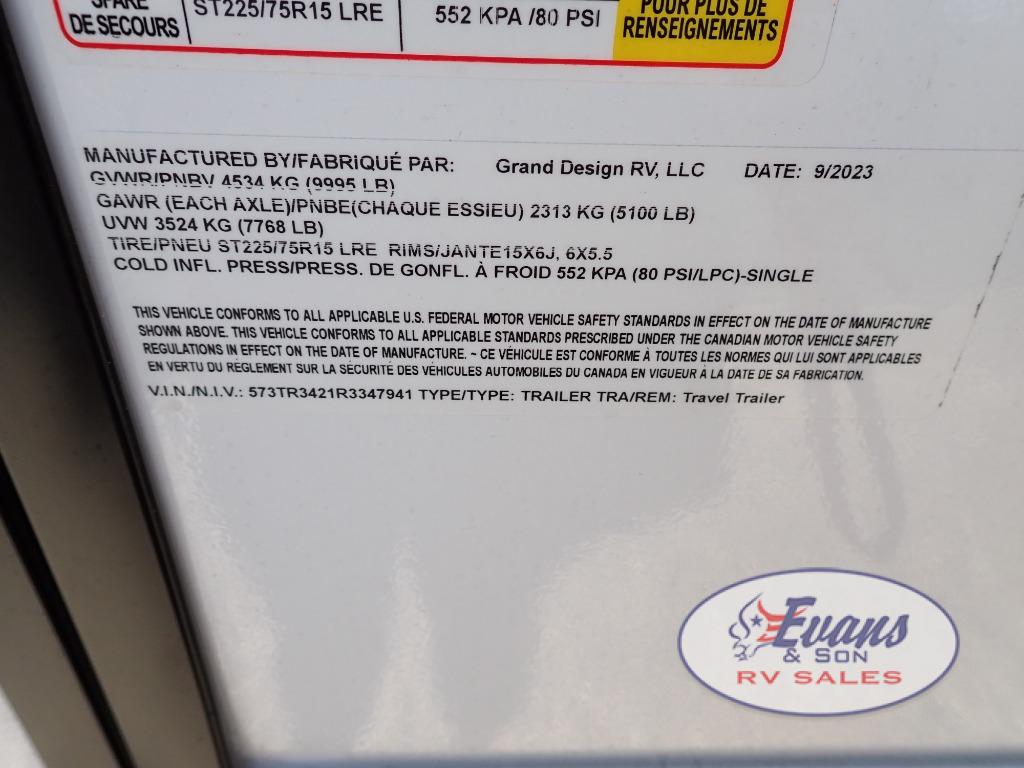 SPARE
DE SECOURS
ST225/75R15 LRE
552 KPA /80 PSI
POUR PLUS DE
RENSEIGNEMENTS
MANUFACTURED BY/FABRIQUÉ PAR: Grand Design RV, LLC DATE: 9/2023
GVWR/PNBV 4534 KG (9995 LB)
GAWR (EACH AXLE)/PNBE(CHAQUE ESSIEU) 2313 KG (5100 LB)
UVW 3524 KG (7768 LB)
TIRE/PNEU ST225/75R15 LRE RIMS/JANTE15X6J, 6X5.5
COLD INFL. PRESS/PRESS. DE GONFL. À FROID 552 KPA (80 PSI/LPC)-SINGLE
THIS VEHICLE CONFORMS TO ALL APPLICABLE U.S. FEDERAL MOTOR VEHICLE SAFETY STANDARDS IN EFFECT ON THE DATE OF MANUFACTURE
SHOWN ABOVE. THIS VEHICLE CONFORMS TO ALL APPLICABLE STANDARDS PRESCRIBED UNDER THE CANADIAN MOTOR VEHICLE SAFETY
REGULATIONS IN EFFECT ON THE DATE OF MANUFACTURE. ~ CE VÉHICULE EST CONFORME À TOUTES LES NORMES QUI LUI SONT APPLICABLES
EN VERTU DU RÈGLEMENT SUR LA SÉCURITÉ DES VÉHICULES AUTOMOBILES DU CANADA EN VIGUEUR À LA DATE DE SA FABRICATION.
V.I.N./N.I.V.: 573TR3421R3347941 TYPE/TYPE: TRAILER TRA/REM: Travel Trailer
Evans
& SON
RV SALES